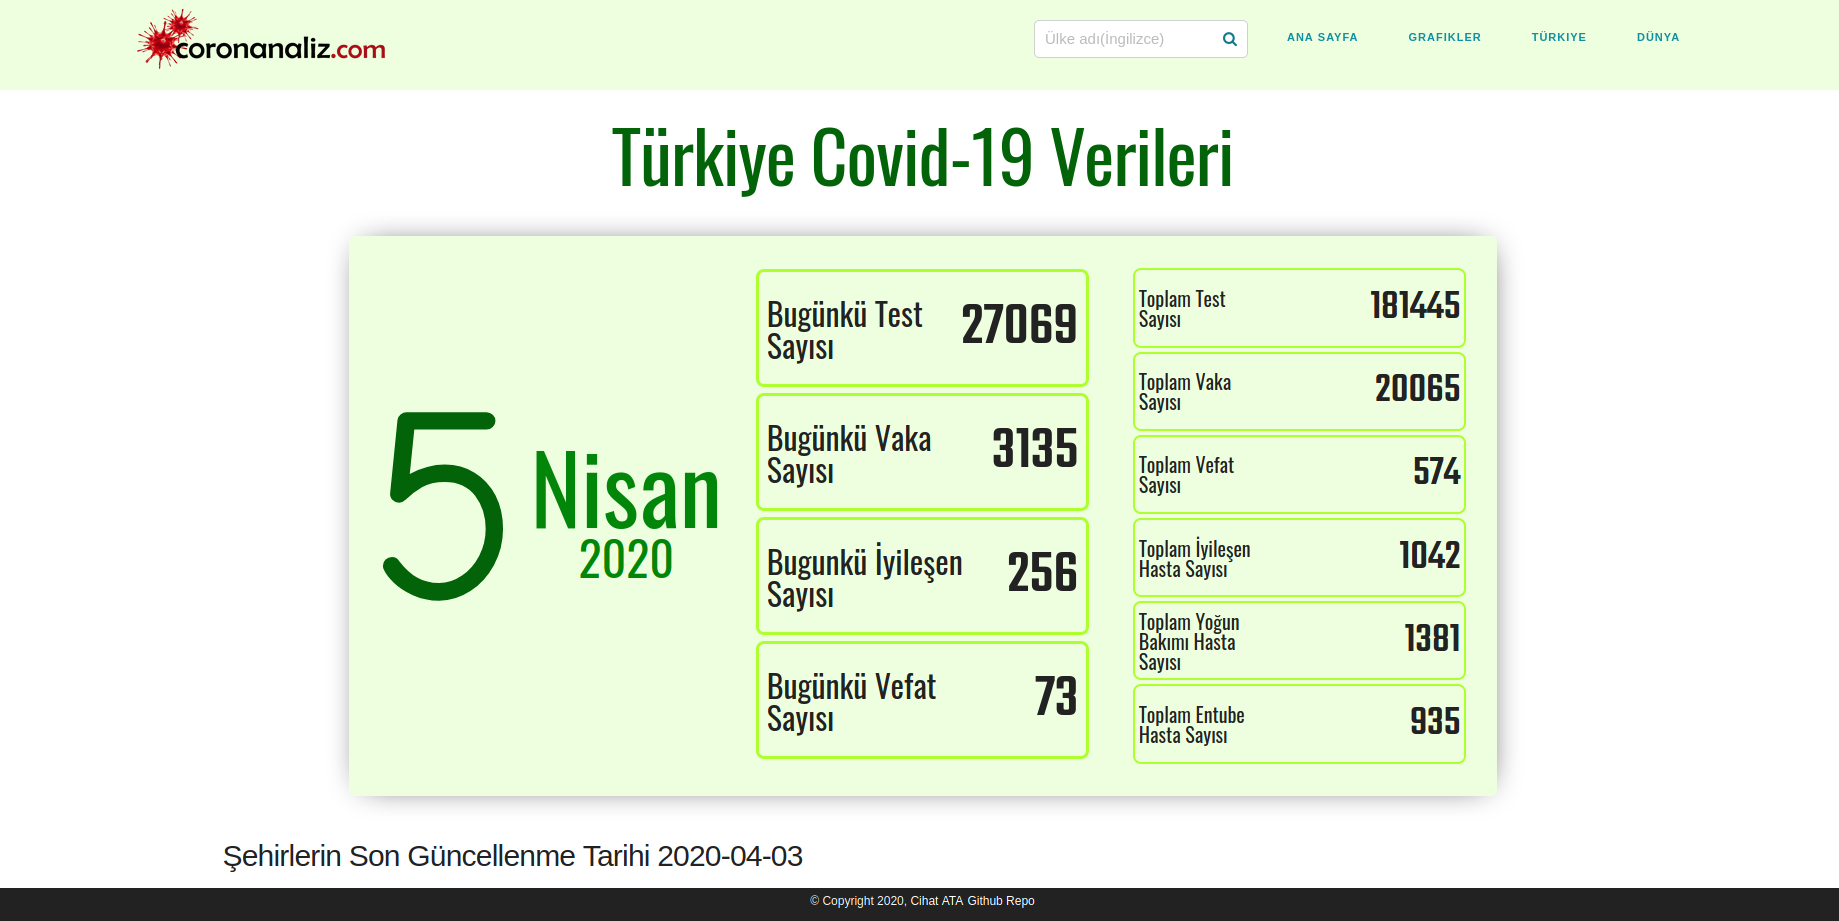 coronanaliz.com
Ülke adı(İngilizce)
ANA SAYFA
GRAFIKLER
TÜRKIYE
DÜNYA
Türkiye Covid-19 Verileri
5
Nisan
2020
Bugünkü Test
Sayısı
27069
Bugünkü Vaka
Sayısı
3135
Bugunkü İyileşen
Sayısı
256
Bugünkü Vefat
Sayısı
73
Toplam Test
Sayısı
181445
Toplam Vaka
Sayısı
20065
Toplam Vefat
Sayısı
574
Toplam İyileşen
Hasta Sayısı
1042
Toplam Yoğun
Bakımı Hasta
Sayısı
1381
Toplam Entube
Hasta Sayısı
935
Şehirlerin Son Güncellenme Tarihi 2020-04-03
© Copyright 2020, Cihat ATA Github Repo